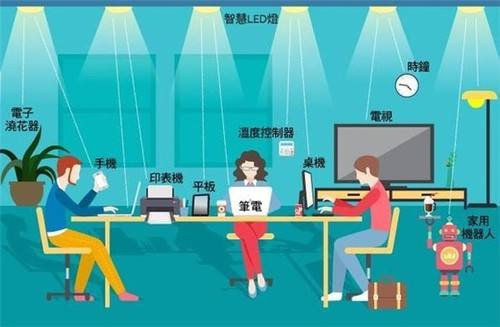 智慧LED燈
時鐘
電子
澆花器
電視
溫度控制器
手機
印表機
平板
桌機
筆電
家用
機器人